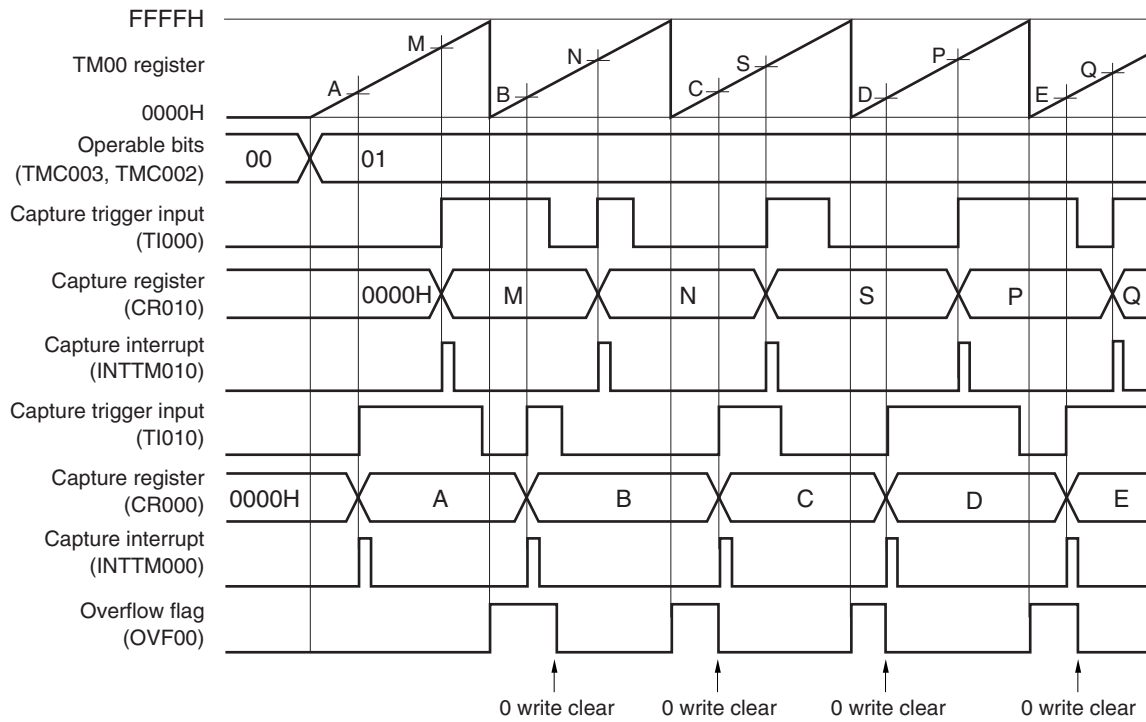 FFFFH
TM00 register
0000H
A
M
B
N
C
S
D
P
E
Q
Operable bits
(TMC003, TMC002)
00
01
Capture trigger input
(TI000)
Capture register
(CR010)
0000H
M
N
S
P
Q
Capture interrupt
(INTTM010)
Capture trigger input
(TI010)
Capture register
(CR000)
0000H
A
B
C
D
E
Capture interrupt
(INTTM000)
Overflow flag
(OVF00)
0 write clear
0 write clear
0 write clear
0 write clear